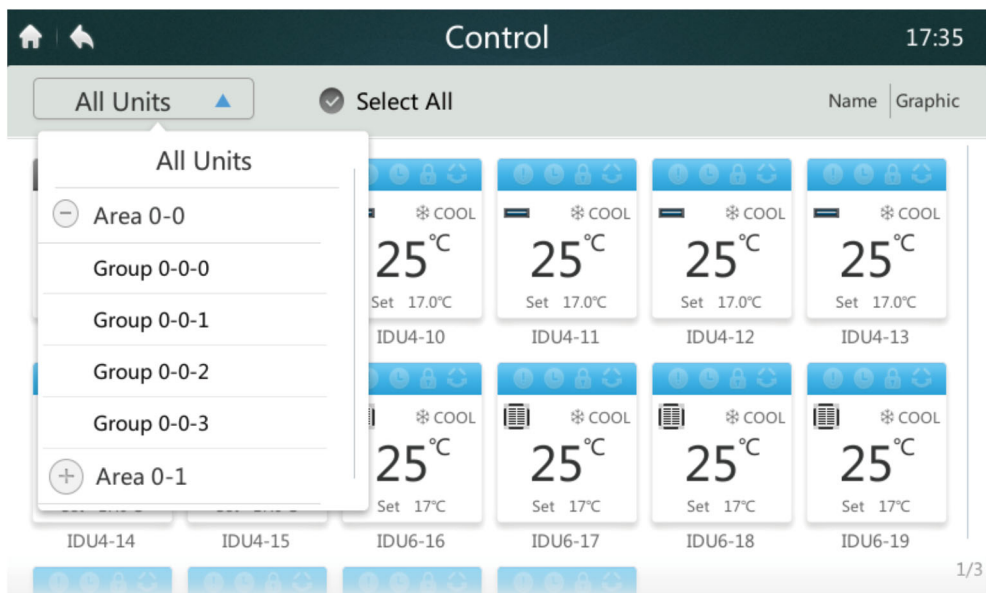 Control
17:35
All Units
Select All
Name Graphic
All Units
Area 0-0
Group 0-0-0
Group 0-0-1
Group 0-0-2
Group 0-0-3
Area 0-1
COOL COOL COOL COOL
25℃ 25℃ 25℃ 25℃
Set 17.0℃ Set 17.0℃ Set 17.0℃ Set 17.0℃
IDU4-10 IDU4-11 IDU4-12 IDU4-13
COOL COOL COOL COOL
25℃ 25℃ 25℃ 25℃
Set 17℃ Set 17℃ Set 17℃ Set 17℃
IDU4-14 IDU4-15 IDU6-16 IDU6-17 IDU6-18 IDU6-19
1/3